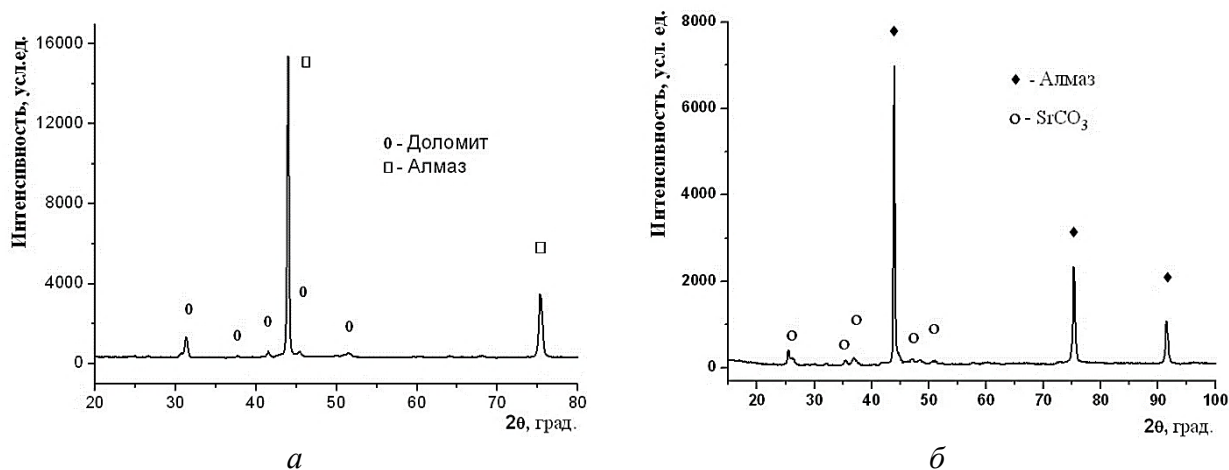 Интенсивность, усл.ед.
16000
12000
8000
4000
0
0 - Доломит
▯ - Алмаз
20 30 40 50 60 70 80
2θ, град.
а
Интенсивность, усл. ед.
8000
6000
4000
2000
0
♦ - Алмаз
o - SrCO₃
20 30 40 50 60 70 80 90 100
2θ, град.
б